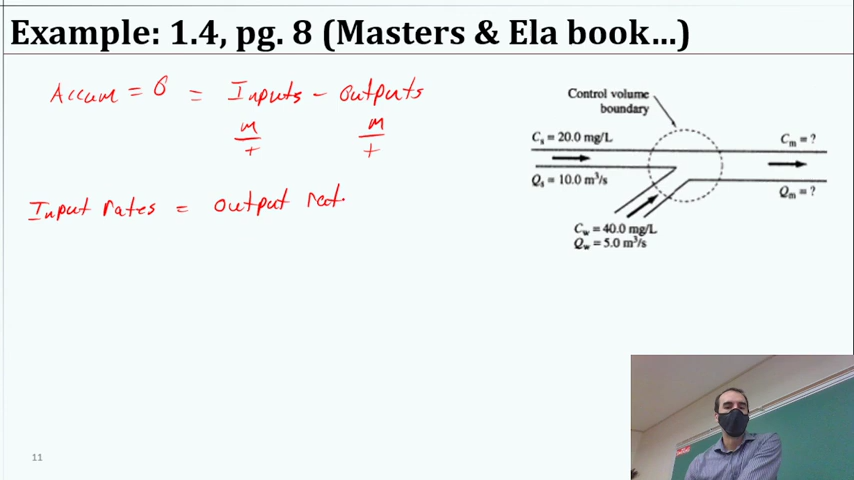 Example: 1.4, pg. 8 (Masters & Ela book...)
Accum = 0 = Inputs - outputs
m/t m/t
Input rates = output rat
Control volume
boundary
Cs = 20.0 mg/L
Qs = 10.0 m³/s
Cm = ?
Qm = ?
Cw = 40.0 mg/L
Qw = 5.0 m³/s
11